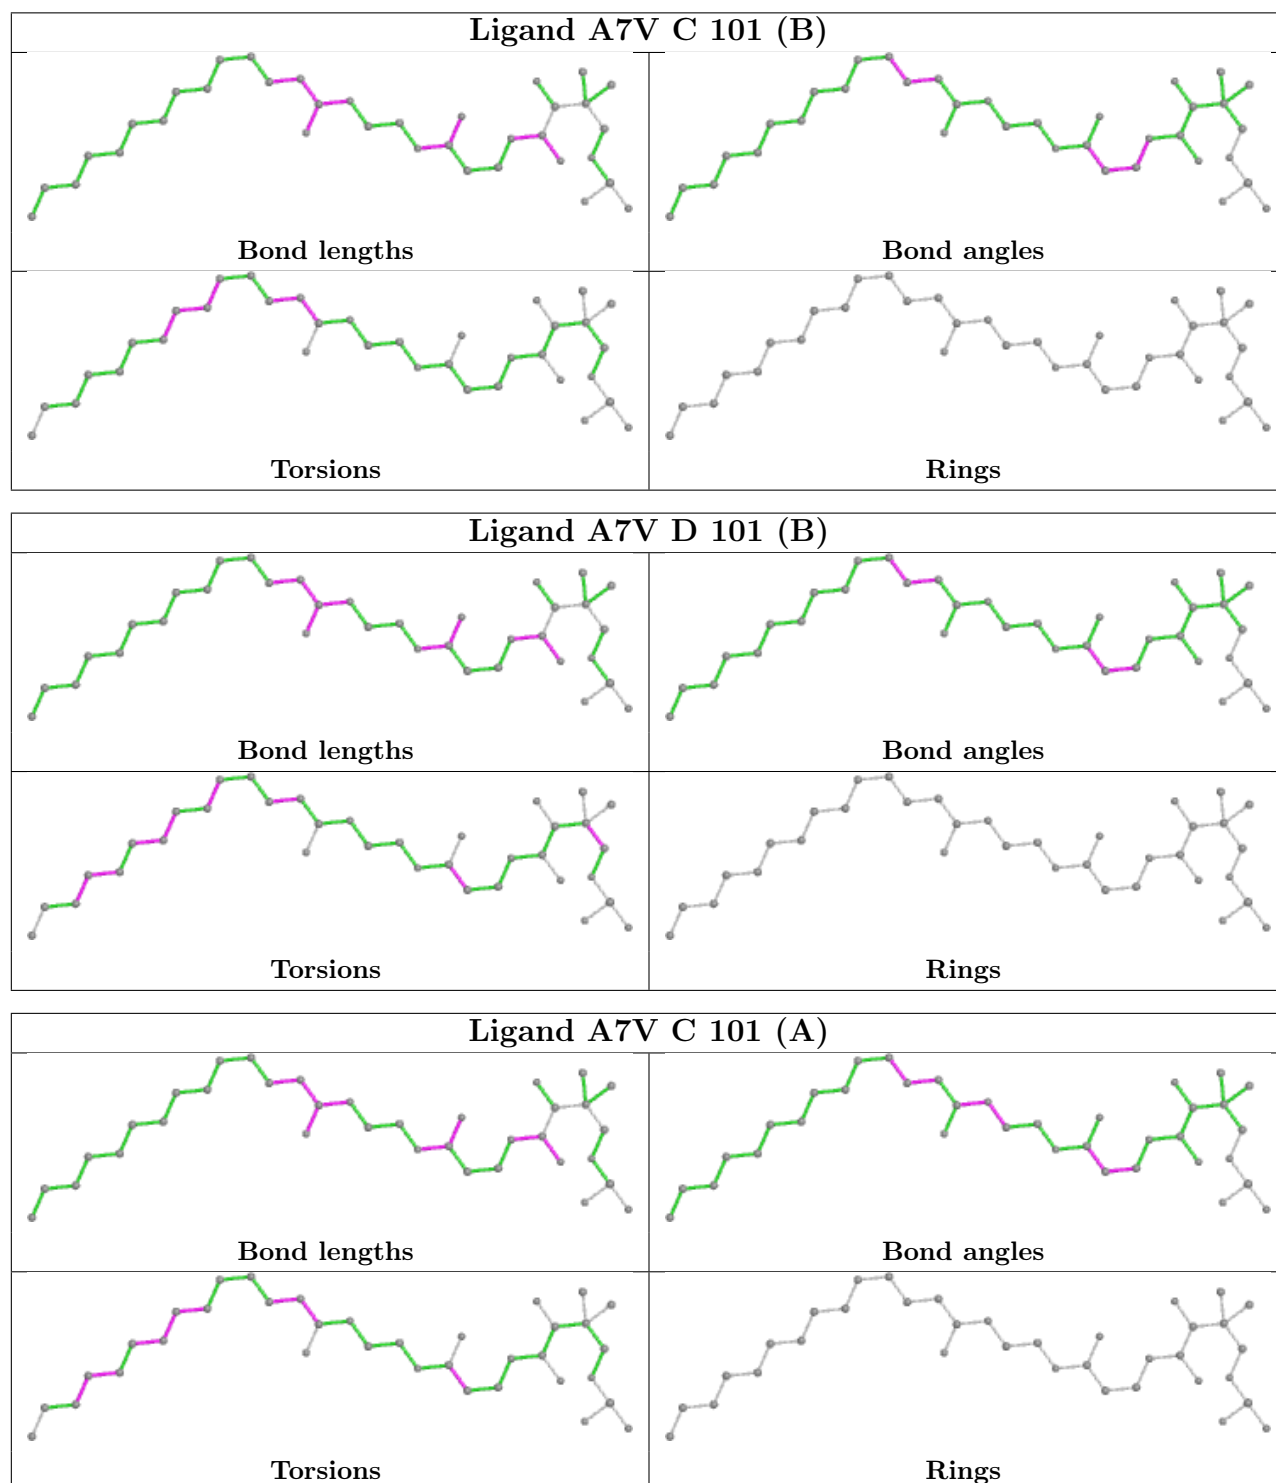 Ligand A7V C 101 (B)
Bond lengths Bond angles
Torsions Rings
Ligand A7V D 101 (B)
Bond lengths Bond angles
Torsions Rings
Ligand A7V C 101 (A)
Bond lengths Bond angles
Torsions Rings